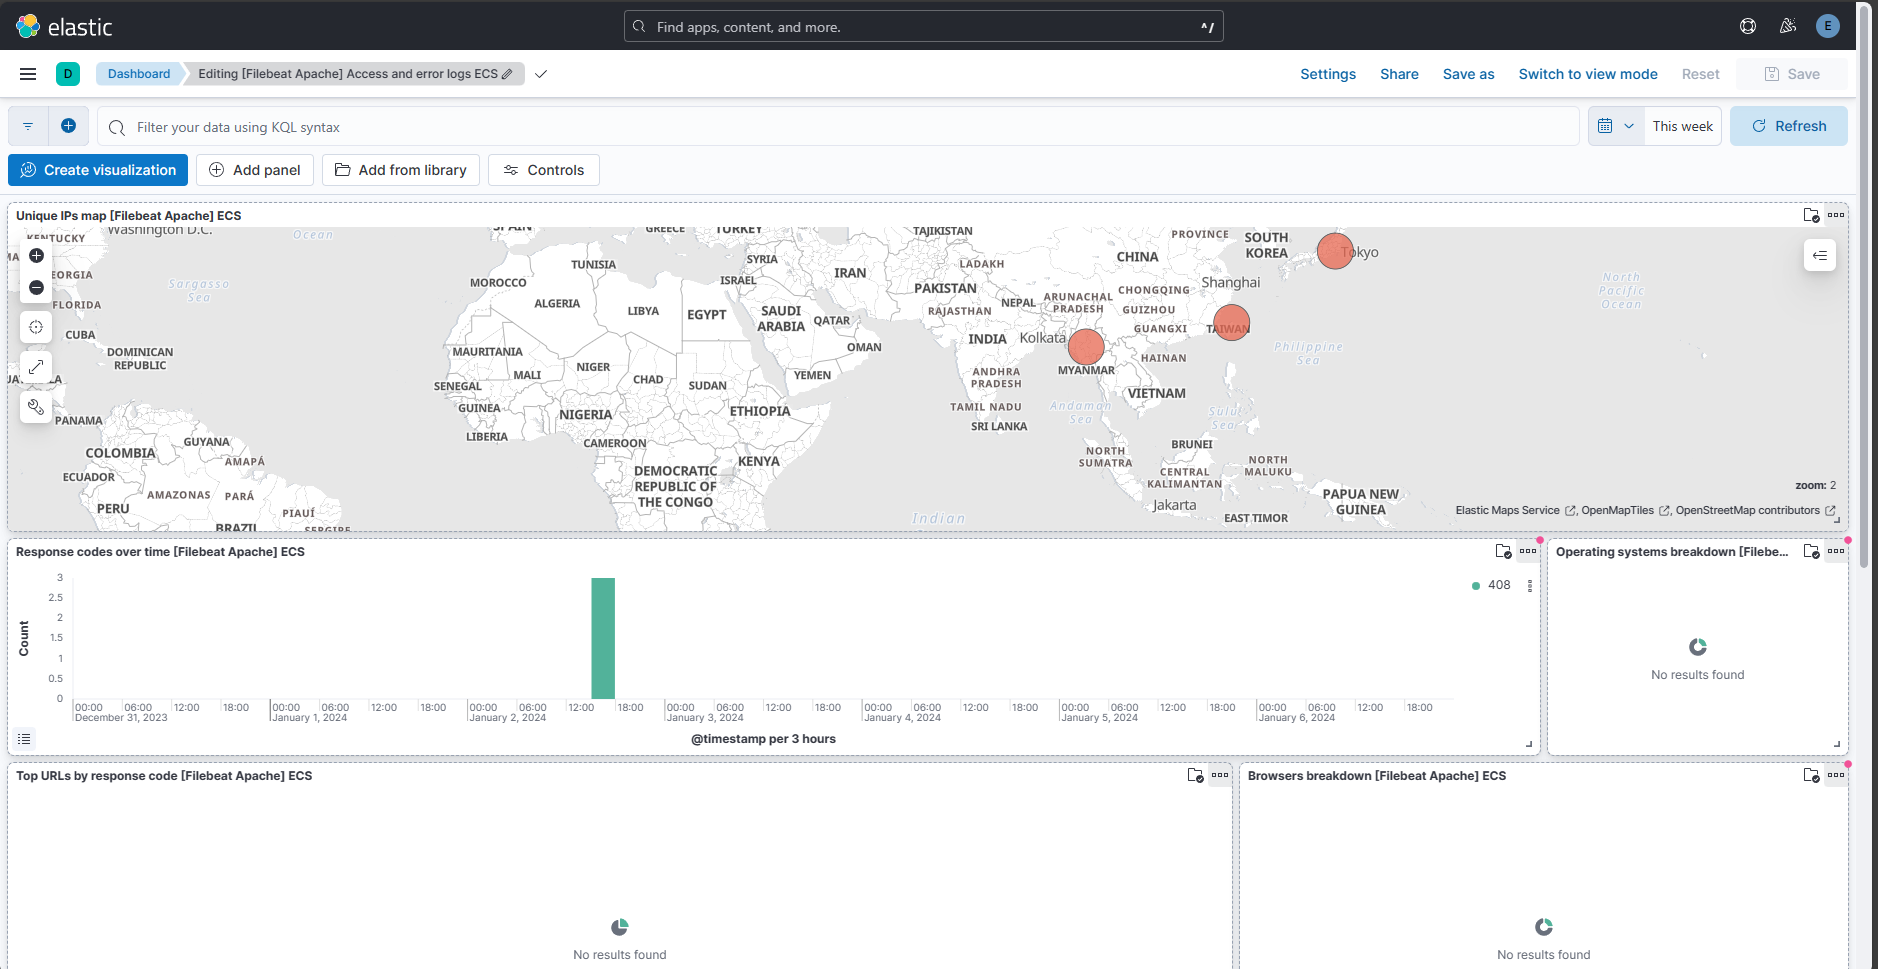 elastic
Find apps, content, and more.
^/
E
D
Dashboard
Editing [Filebeat Apache] Access and error logs ECS
Settings
Share
Save as
Switch to view mode
Reset
Save
Filter your data using KQL syntax
This week
Refresh
Create visualization
Add panel
Add from library
Controls
Unique IPs map [Filebeat Apache] ECS
KENTUCKY
Washington D.C.
Ocean
GREECE
TURKEY
TAJIKISTAN
PROVINCE
SOUTH
KOREA
Tokyo
TUNISIA
SYRIA
IRAN
LADAKH
CHINA
MOROCCO
ISRAEL
PAKISTAN
Shanghai
North
Pacific
Ocean
Sargasso
Sea
FLORIDA
ALGERIA
LIBYA
EGYPT
SAUDI
ARABIA
QATAR
RAJASTHAN
NEPAL
ARUNACHAL
PRADESH
CHONGQING
GUIZHOU
GUANGXI
TAIWAN
CUBA
DOMINICAN
REPUBLIC
MAURITANIA
OMAN
INDIA
Kolkata
HAINAN
Philippine
Sea
MALI
NIGER
CHAD
SUDAN
YEMEN
ANDHRA
PRADESH
MYANMAR
SENEGAL
VIETNAM
GUINEA
NIGERIA
ETHIOPIA
TAMIL NADU
Andaman
Sea
Sulu
Sea
PANAMA
LIBERIA
CAMEROON
SRI LANKA
GUYANA
COLOMBIA
AMAPÁ
KENYA
BRUNEI
NORTH
SUMATRA
CENTRAL
KALIMANTAN
NORTH
MALUKU
ECUADOR
DEMOCRATIC
REPUBLIC OF
THE CONGO
AMAZONAS
PARÁ
PERU
PIAUÍ
BRAZIL
SERGIPE
Indian
Jakarta
EAST TIMOR
PAPUA NEW
GUINEA
zoom: 2
Elastic Maps Service , OpenMapTiles , OpenStreetMap contributors
Response codes over time [Filebeat Apache] ECS
3
2.5
2
1.5
1
0.5
0
Count
408
00:00 06:00 12:00 18:00 00:00 06:00 12:00 18:00 00:00 06:00 12:00 18:00 00:00 06:00 12:00 18:00 00:00 06:00 12:00 18:00 00:00 06:00 12:00 18:00 00:00 06:00 12:00 18:00
December 31, 2023 January 1, 2024 January 2, 2024 January 3, 2024 January 4, 2024 January 5, 2024 January 6, 2024
@timestamp per 3 hours
Operating systems breakdown [Filebe...
No results found
Top URLs by response code [Filebeat Apache] ECS
No results found
Browsers breakdown [Filebeat Apache] ECS
No results found